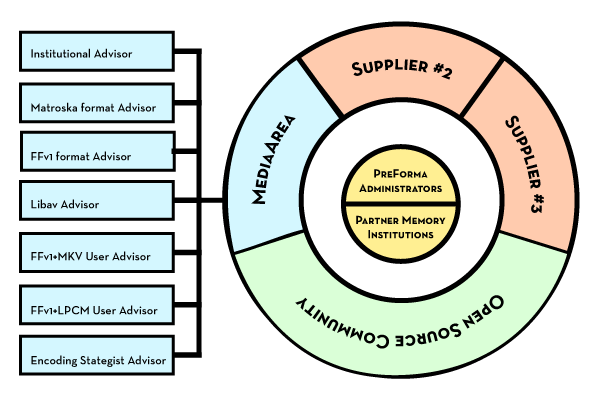 Institutional Advisor
Matroska format Advisor
FFv1 format Advisor
Libav Advisor
FFv1+MKV User Advisor
FFv1+LPCM User Advisor
Encoding Stategist Advisor
MediaArea
Supplier #2
Supplier #3
PreForma
Administrators
Partner Memory
Institutions
Open Source Community